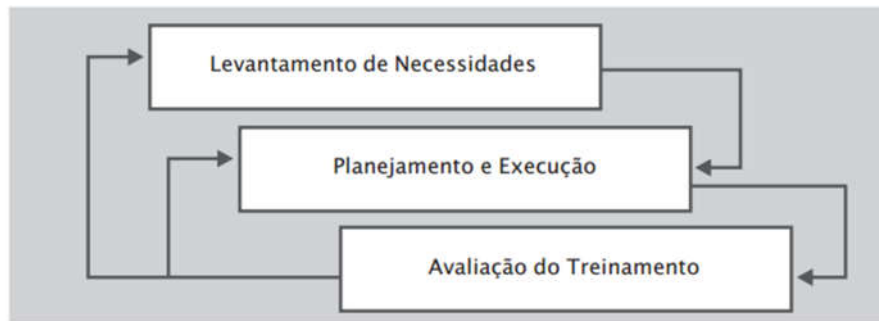 Levantamento de Necessidades
Planejamento e Execução
Avaliação do Treinamento